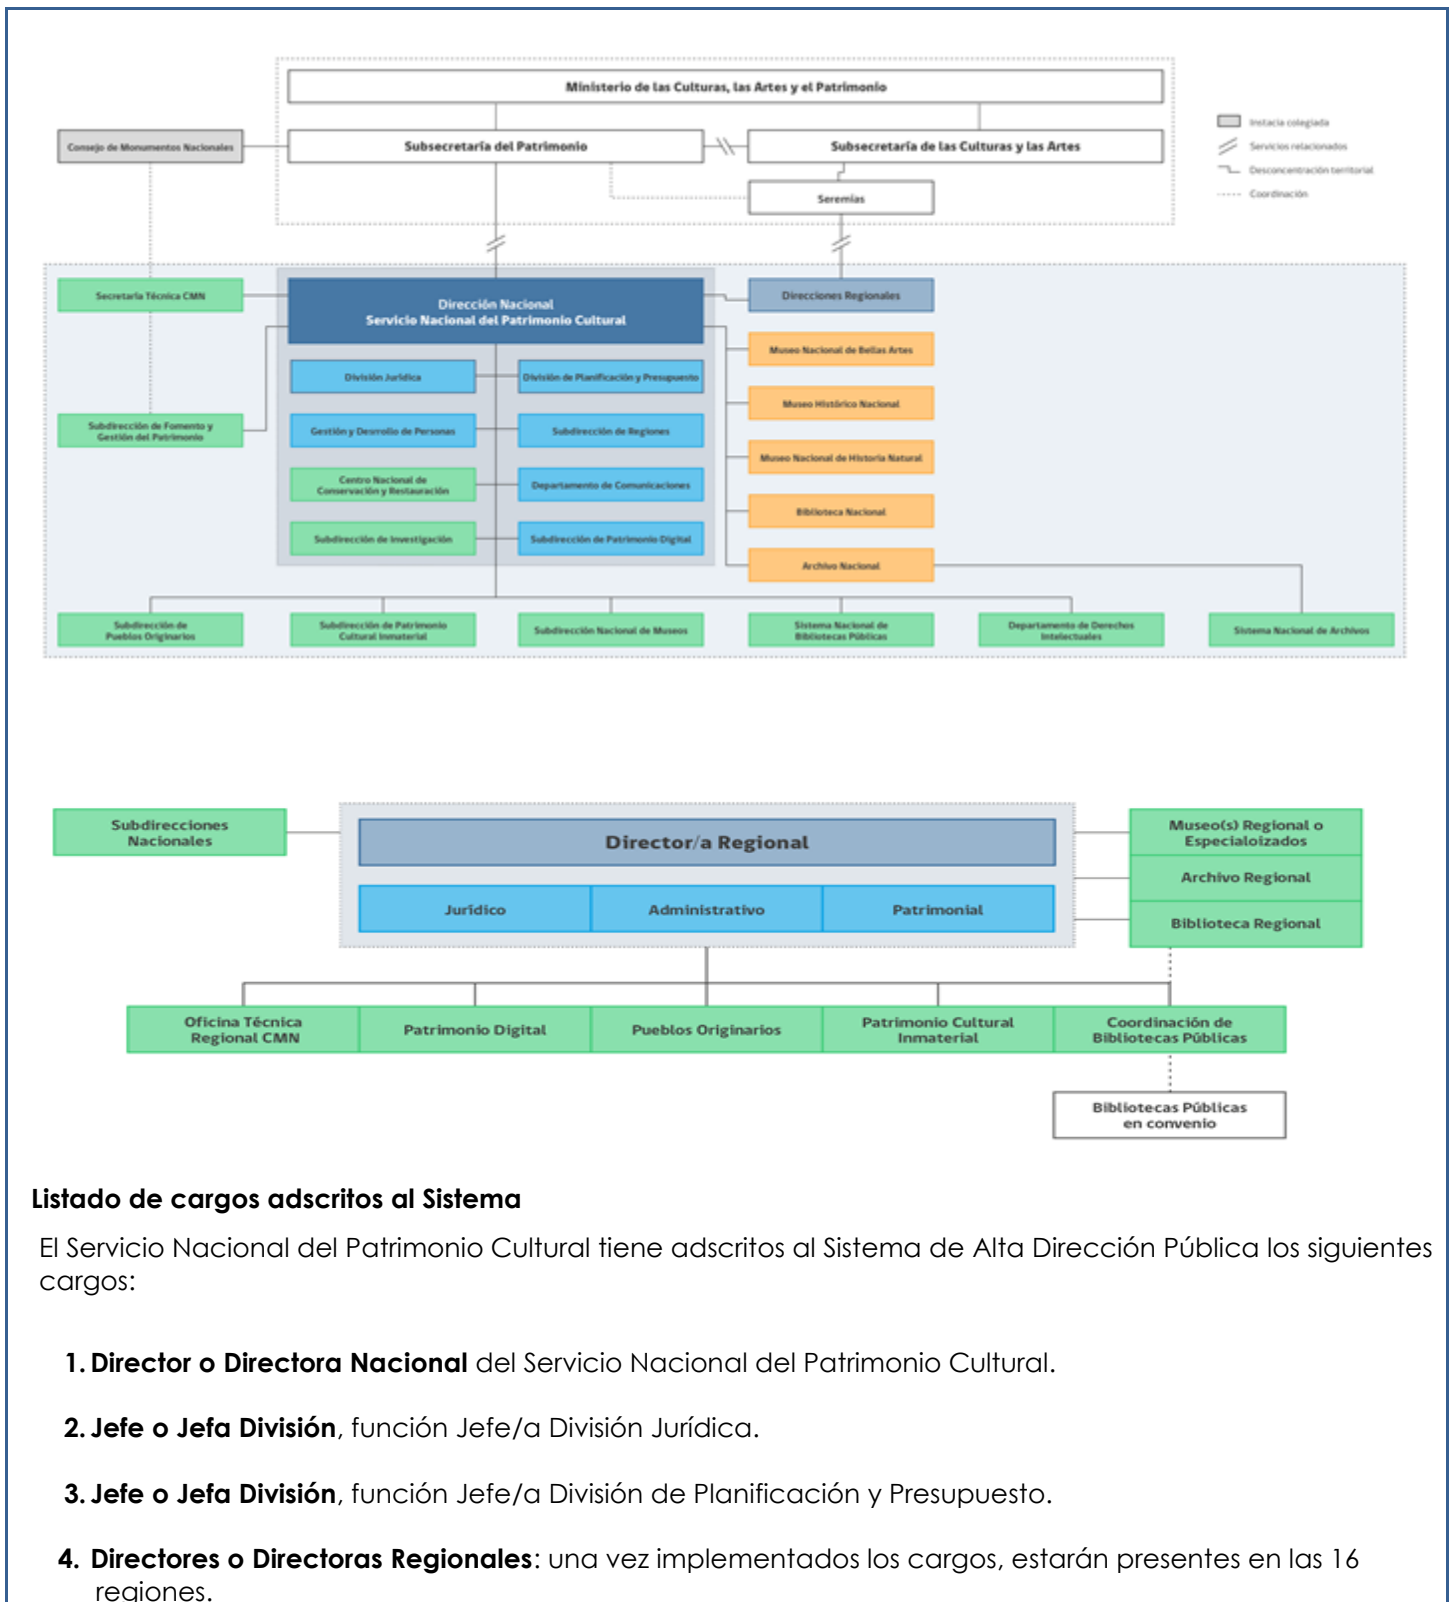 Ministerio de las Culturas, las Artes y el Patrimonio
Consejo de Monumentos Nacionales
Subsecretaría del Patrimonio
Subsecretaría de las Culturas y las Artes
Seremías
Instacia colegiada
Servicios relacionados
Desconcentración territorial
Coordinación
Secretaría Técnica CMN
Dirección Nacional
Servicio Nacional del Patrimonio Cultural
Direcciones Regionales
Museo Nacional de Bellas Artes
División Jurídica
División de Planificación y Presupuesto
Museo Histórico Nacional
Subdirección de Fomento y
Gestión del Patrimonio
Gestión y Desrrollo de Personas
Subdirección de Regiones
Museo Nacional de Historia Natural
Centro Nacional de
Conservación y Restauración
Departamento de Comunicaciones
Biblioteca Nacional
Subdirección de Investigación
Subdirección de Patrimonio Digital
Archivo Nacional
Subdirección de
Pueblos Originarios
Subdirección de Patrimonio
Cultural Inmaterial
Subdirección Nacional de Museos
Sistema Nacional de
Bibliotecas Públicas
Departamento de Derechos
Intelectuales
Sistema Nacional de Archivos
Subdirecciones
Nacionales
Director/a Regional
Jurídico
Administrativo
Patrimonial
Museo(s) Regional o
Especialoizados
Archivo Regional
Biblioteca Regional
Oficina Técnica
Regional CMN
Patrimonio Digital
Pueblos Originarios
Patrimonio Cultural
Inmaterial
Coordinación de
Bibliotecas Públicas
Bibliotecas Públicas
en convenio
Listado de cargos adscritos al Sistema
El Servicio Nacional del Patrimonio Cultural tiene adscritos al Sistema de Alta Dirección Pública los siguientes
cargos:
1. Director o Directora Nacional del Servicio Nacional del Patrimonio Cultural.
2. Jefe o Jefa División, función Jefe/a División Jurídica.
3. Jefe o Jefa División, función Jefe/a División de Planificación y Presupuesto.
4. Directores o Directoras Regionales: una vez implementados los cargos, estarán presentes en las 16
regiones.